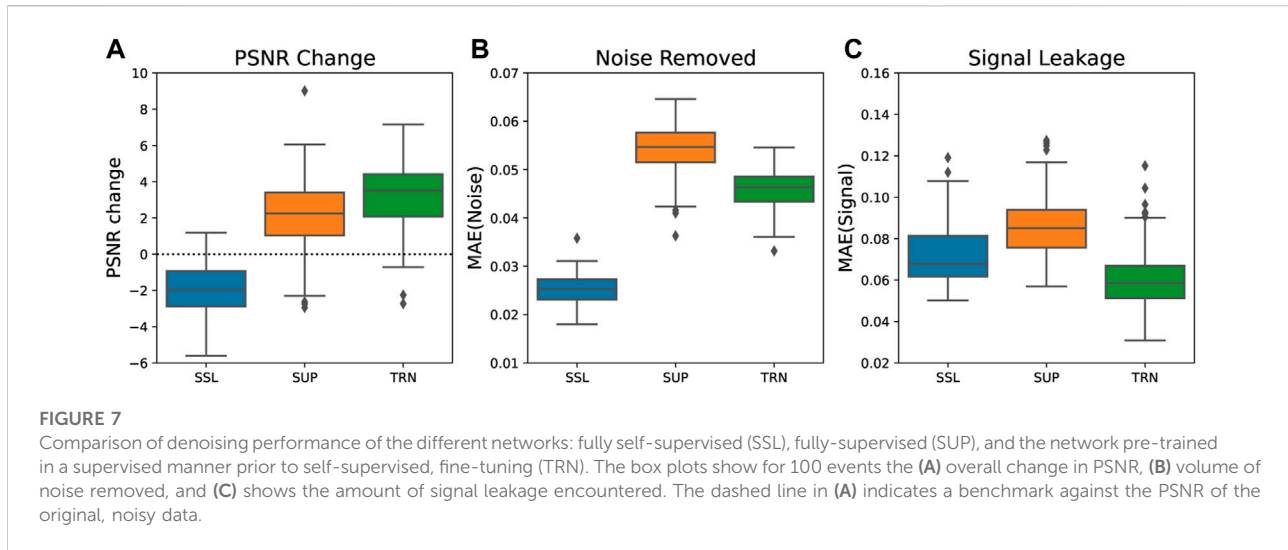 A
PSNR Change
PSNR change
10
8
6
4
2
0
−2
−4
−6
SSL
SUP
TRN
B
Noise Removed
MAE(Noise)
0.07
0.06
0.05
0.04
0.03
0.02
0.01
SSL
SUP
TRN
C
Signal Leakage
MAE(Signal)
0.16
0.14
0.12
0.10
0.08
0.06
0.04
0.02
SSL
SUP
TRN
FIGURE 7
Comparison of denoising performance of the different networks: fully self-supervised (SSL), fully-supervised (SUP), and the network pre-trained
in a supervised manner prior to self-supervised, fine-tuning (TRN). The box plots show for 100 events the (A) overall change in PSNR, (B) volume of
noise removed, and (C) shows the amount of signal leakage encountered. The dashed line in (A) indicates a benchmark against the PSNR of the
original, noisy data.